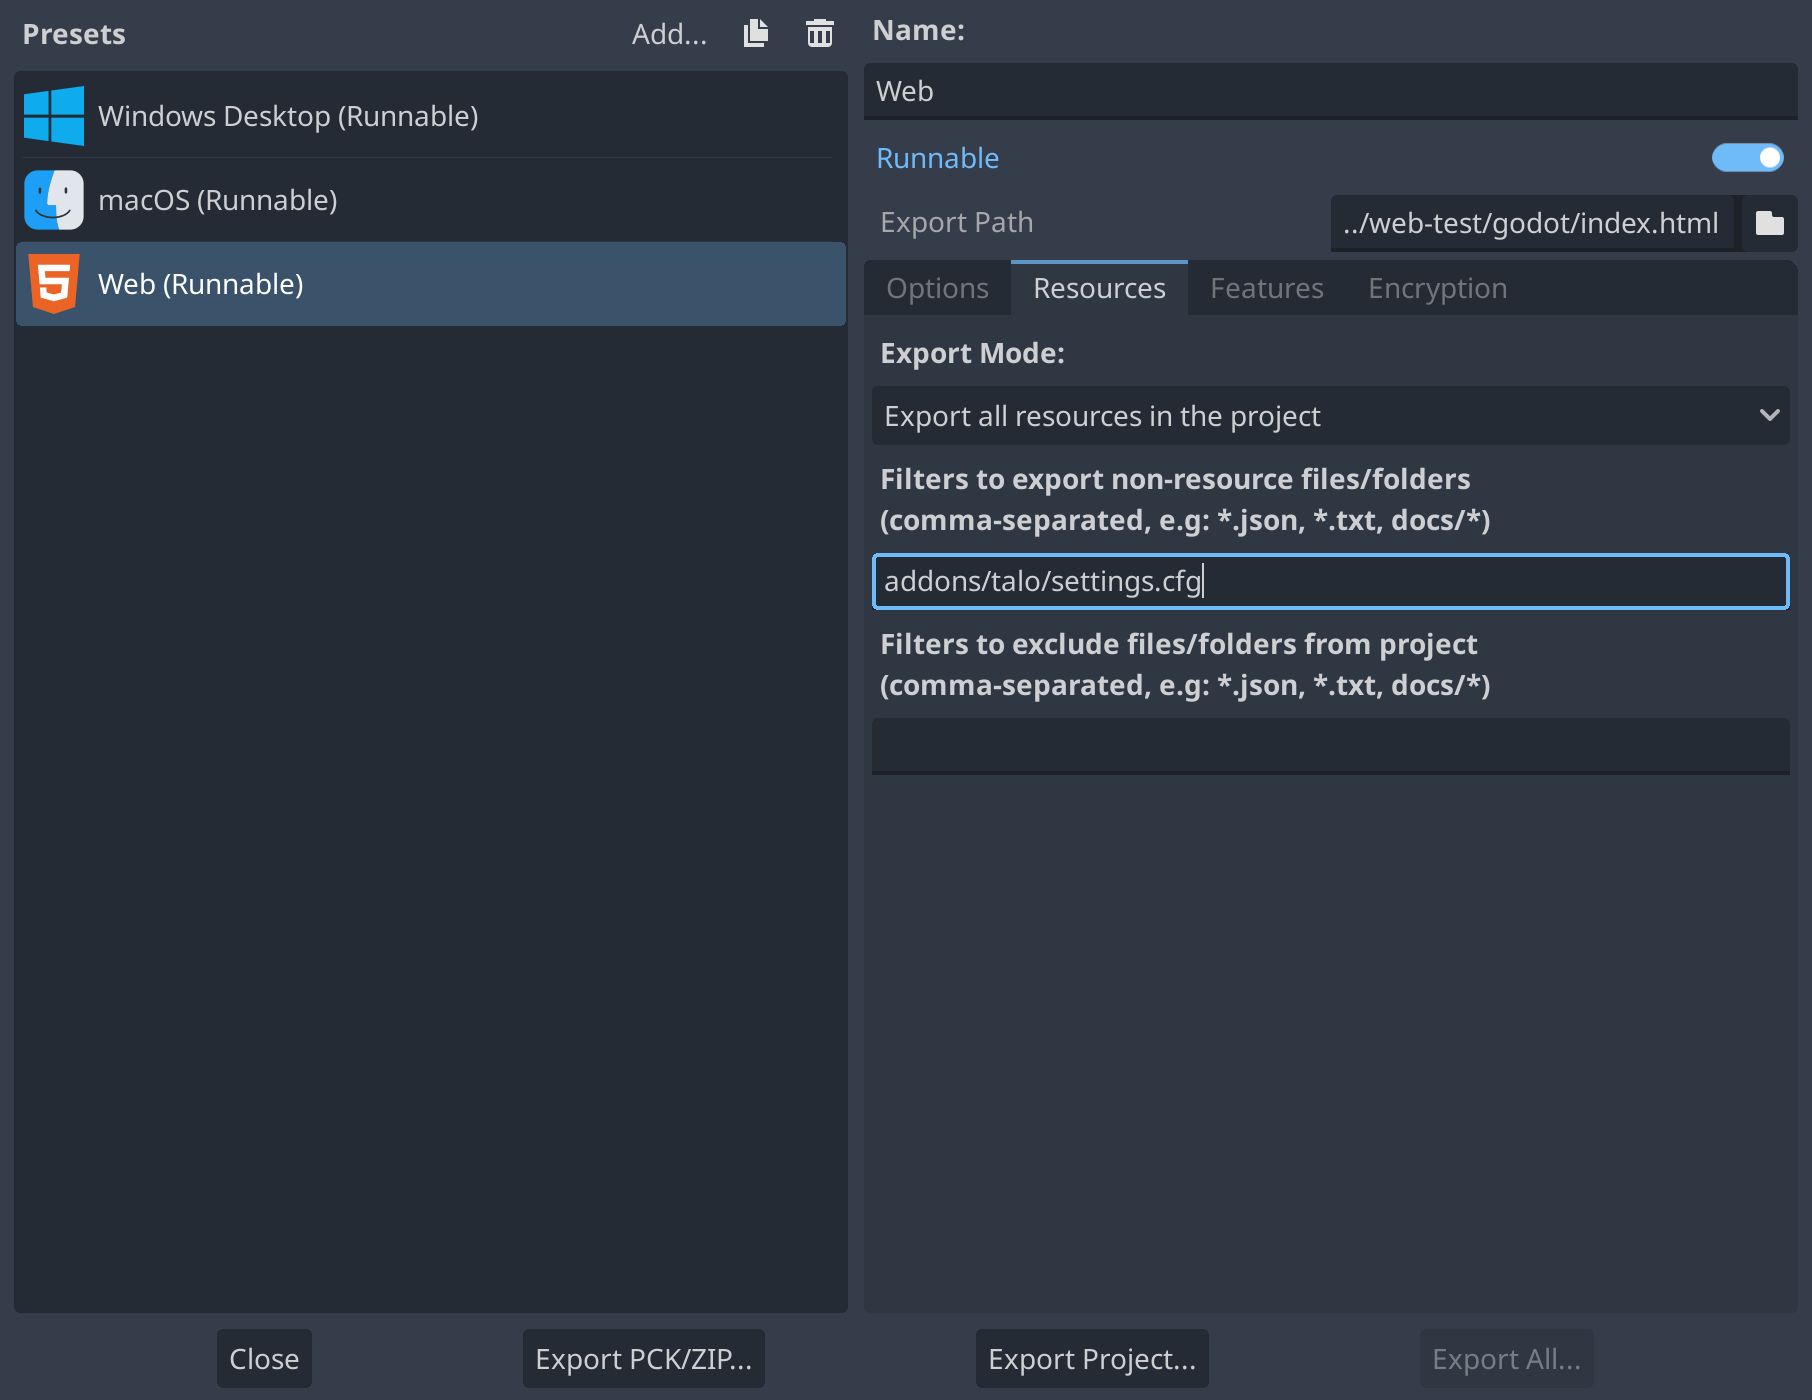 Presets
Add...
Windows Desktop (Runnable)
macOS (Runnable)
Web (Runnable)
Close
Export PCK/ZIP...
Name:
Web
Runnable
Export Path
../web-test/godot/index.html
Options
Resources
Features
Encryption
Export Mode:
Export all resources in the project
Filters to export non-resource files/folders
(comma-separated, e.g: *.json, *.txt, docs/*)
addons/talo/settings.cfg
Filters to exclude files/folders from project
(comma-separated, e.g: *.json, *.txt, docs/*)
Export Project...
Export All...